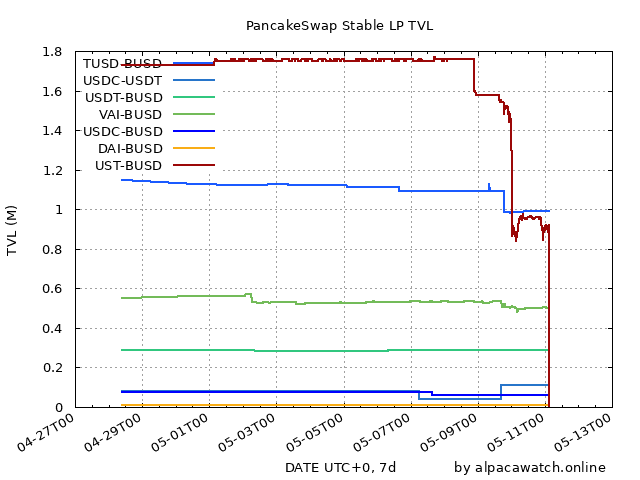 PancakeSwap Stable LP TVL
TVL (M)
1.8
1.6
1.4
1.2
1
0.8
0.6
0.4
0.2
0
TUSD-BUSD
USDC-USDT
USDT-BUSD
VAI-BUSD
USDC-BUSD
DAI-BUSD
UST-BUSD
04-27T00 04-29T00 05-01T00 05-03T00 05-05T00 05-07T00 05-09T00 05-11T00 05-13T00
DATE UTC+0, 7d by alpacawatch.online